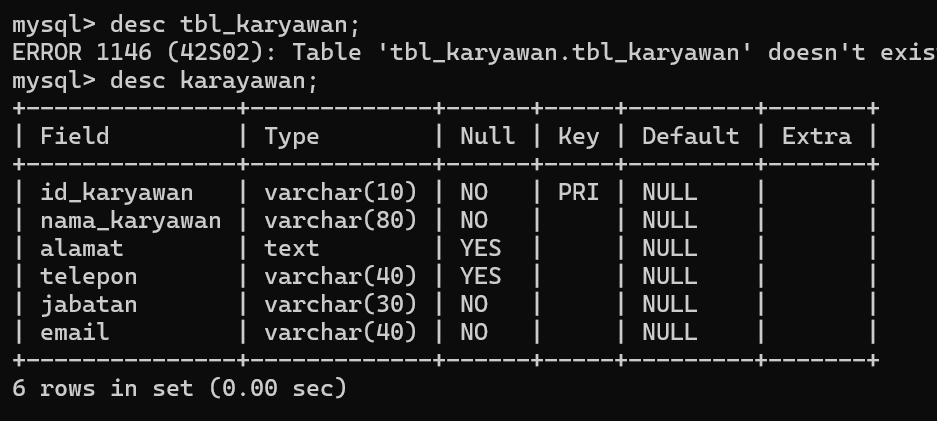 mysql> desc tbl_karyawan;
ERROR 1146 (42S02): Table 'tbl_karyawan.tbl_karyawan' doesn't exis
mysql> desc karayawan;
+---------------+-------------+------+-----+---------+-------+
| Field         | Type        | Null | Key | Default | Extra |
+---------------+-------------+------+-----+---------+-------+
| id_karyawan   | varchar(10) | NO   | PRI | NULL    |       |
| nama_karyawan | varchar(80) | NO   |     | NULL    |       |
| alamat        | text        | YES  |     | NULL    |       |
| telepon       | varchar(40) | YES  |     | NULL    |       |
| jabatan       | varchar(30) | NO   |     | NULL    |       |
| email         | varchar(40) | NO   |     | NULL    |       |
+---------------+-------------+------+-----+---------+-------+
6 rows in set (0.00 sec)